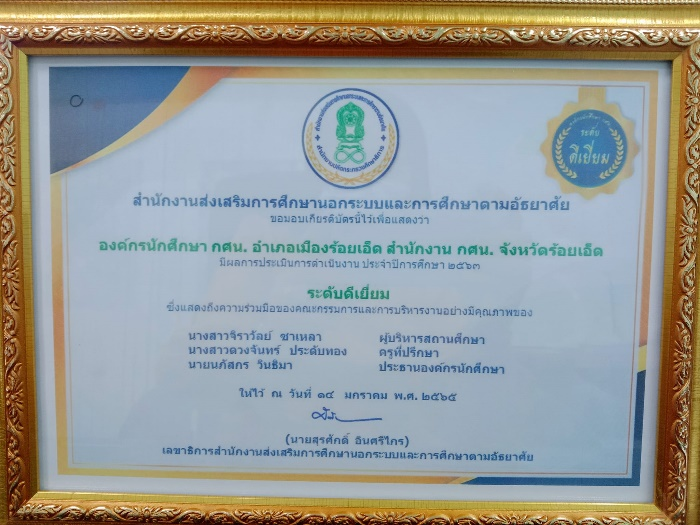 ระดับ
ดีเยี่ยม
สำนักงานส่งเสริมการศึกษานอกระบบและการศึกษาตามอัธยาศัย
ขอมอบเกียรติบัตรนี้ไว้เพื่อแสดงว่า
องค์กรนักศึกษา กศน. อำเภอเมืองร้อยเอ็ด สำนักงาน กศน. จังหวัดร้อยเอ็ด
มีผลการประเมินการดำเนินงาน ประจำปีการศึกษา ๒๕๖๓
ระดับดีเยี่ยม
ซึ่งแสดงถึงความร่วมมือของคณะกรรมการและการบริหารงานอย่างมีคุณภาพของ
นางสาวจิราวัลย์ ซาเหลา ผู้บริหารสถานศึกษา
นางสาวดวงจันทร์ ประดับทอง ครูที่ปรึกษา
นายนภัสกร วันธิมา ประธานองค์กรนักศึกษา
ให้ไว้ ณ วันที่ ๑๔ มกราคม พ.ศ. ๒๕๖๕
(นายสุรศักดิ์ อินศรีไกร)
เลขาธิการสำนักงานส่งเสริมการศึกษานอกระบบและการศึกษาตามอัธยาศัย